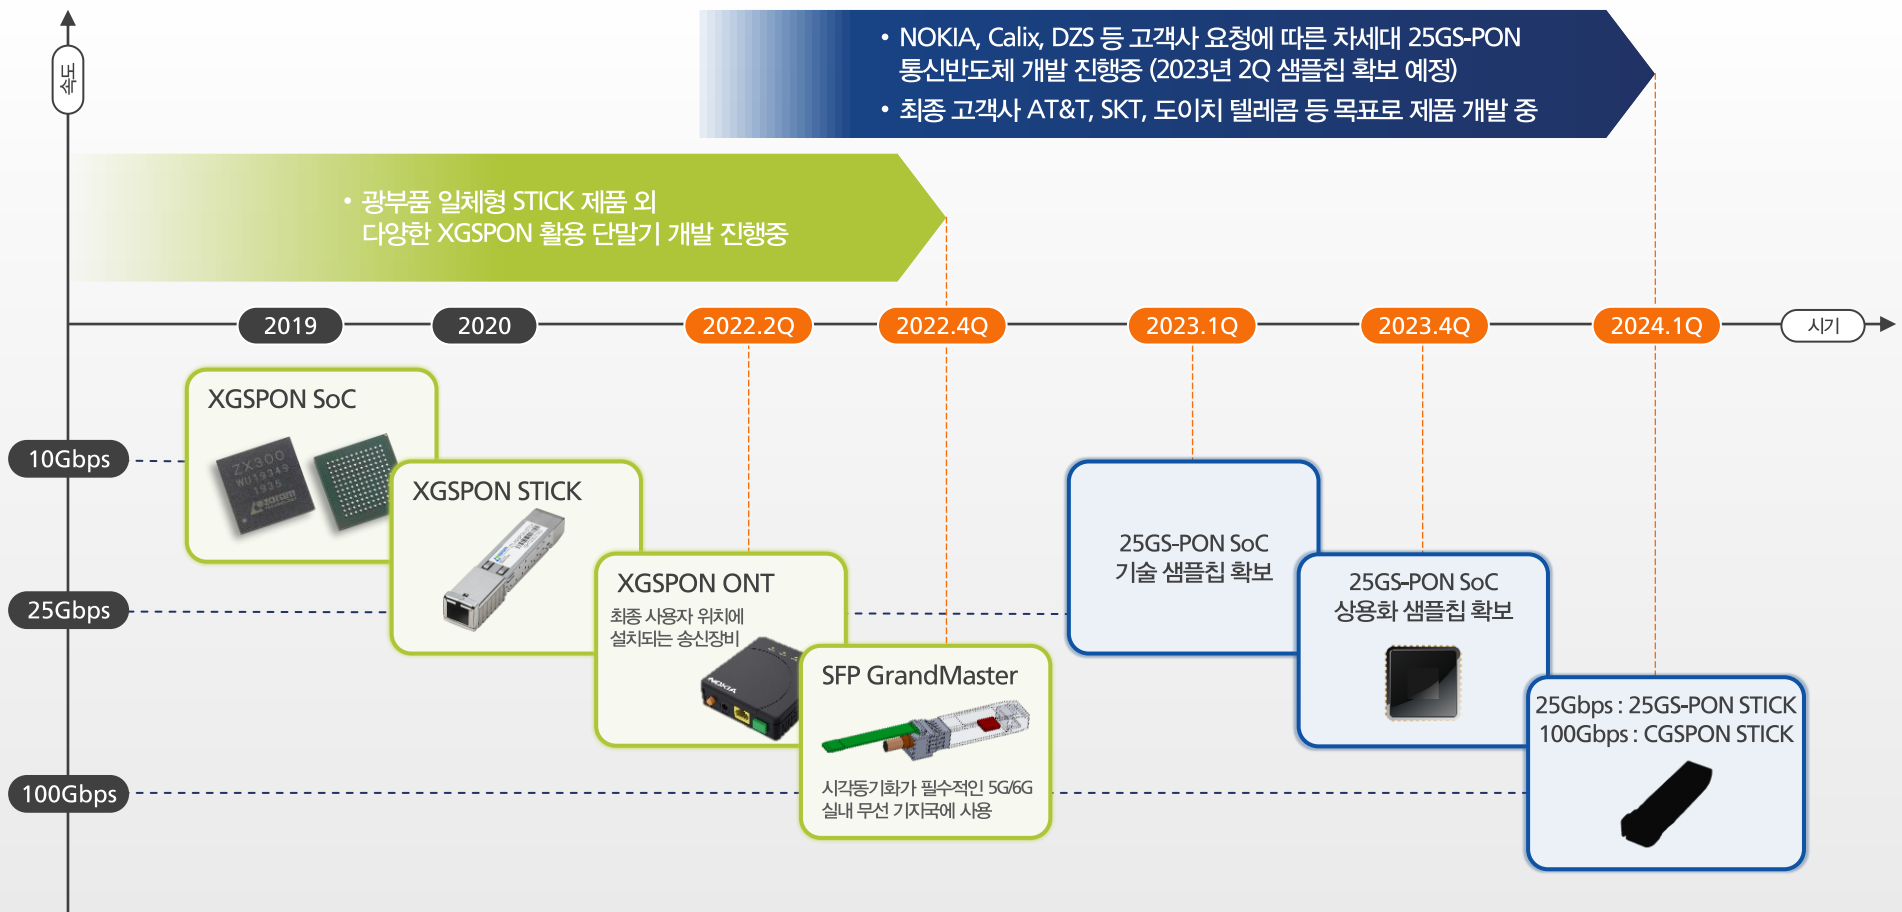 속도
• NOKIA, Calix, DZS 등 고객사 요청에 따른 차세대 25GS-PON
통신반도체 개발 진행중 (2023년 2Q 샘플칩 확보 예정)
• 최종 고객사 AT&T, SKT, 도이치 텔레콤 등 목표로 제품 개발 중
• 광부품 일체형 STICK 제품 외
다양한 XGSPON 활용 단말기 개발 진행중
2019
2020
2022.2Q
2022.4Q
2023.1Q
2023.4Q
2024.1Q
시기
10Gbps
25Gbps
100Gbps
XGSPON SoC
ZX300
WU19349
1935
XGSPON STICK
XGSPON ONT
최종 사용자 위치에
설치되는 송신장비
NOKIA
SFP GrandMaster
시각동기화가 필수적인 5G/6G
실내 무선 기지국에 사용
25GS-PON SoC
기술 샘플칩 확보
25GS-PON SoC
상용화 샘플칩 확보
25Gbps : 25GS-PON STICK
100Gbps : CGSPON STICK